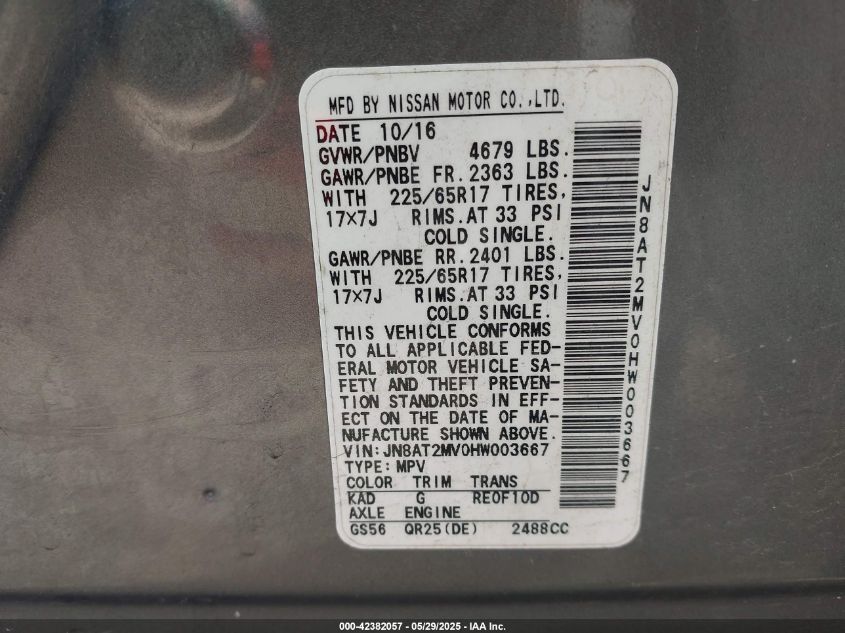 MFD BY NISSAN MOTOR CO.,LTD.
DATE 10/16
GVWR/PNBV 4679 LBS.
GAWR/PNBE FR. 2363 LBS.
WITH 225/65R17 TIRES,
17×7J RIMS.AT 33 PSI
COLD SINGLE.
GAWR/PNBE RR. 2401 LBS.
WITH 225/65R17 TIRES,
17×7J RIMS.AT 33 PSI
COLD SINGLE.
THIS VEHICLE CONFORMS
TO ALL APPLICABLE FED-
ERAL MOTOR VEHICLE SA-
FETY AND THEFT PREVEN-
TION STANDARDS IN EFF-
ECT ON THE DATE OF MA-
NUFACTURE SHOWN ABOVE.
VIN: JN8AT2MV0HW003667
TYPE: MPV
COLOR TRIM TRANS
KAD G RE0F10D
AXLE ENGINE
GS56 QR25(DE) 2488CC
JN8AT2MV0HW003667
000-42382057 - 05/29/2025 - IAA Inc.